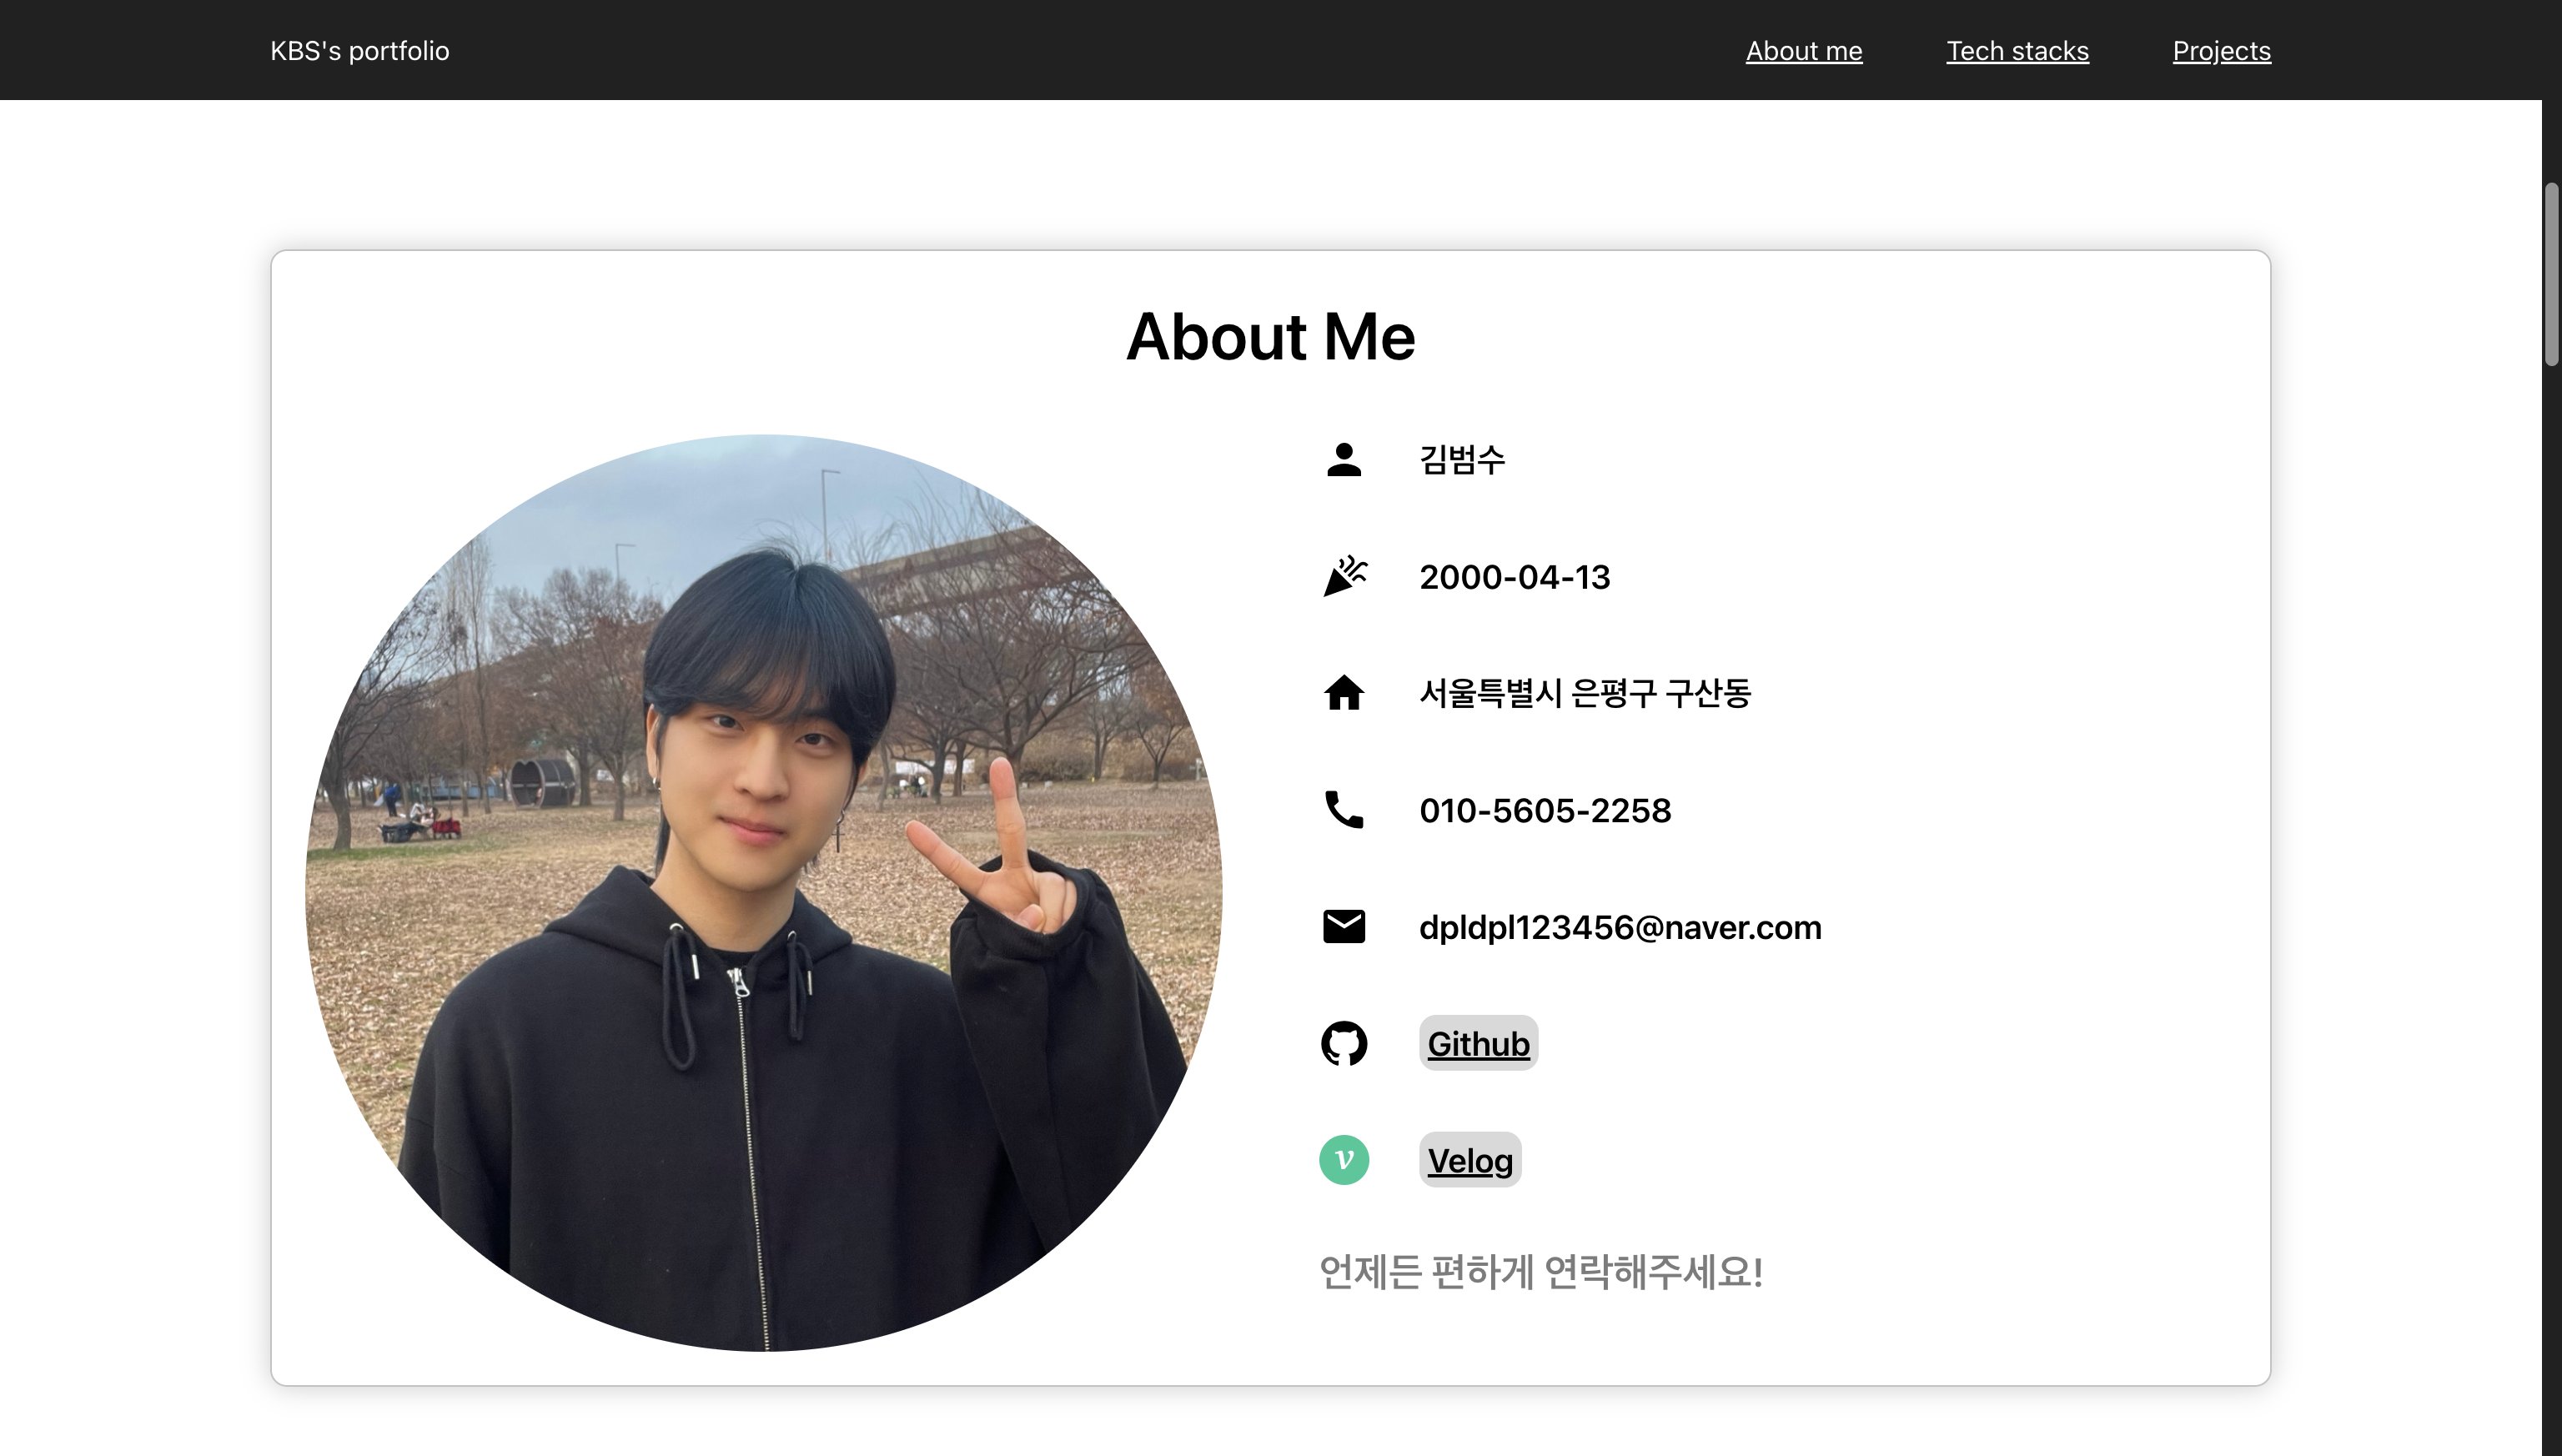 KBS's portfolio
About me
Tech stacks
Projects
About Me
김범수
2000-04-13
서울특별시 은평구 구산동
010-5605-2258
dpldpl123456@naver.com
Github
v
Velog
언제든 편하게 연락해주세요!